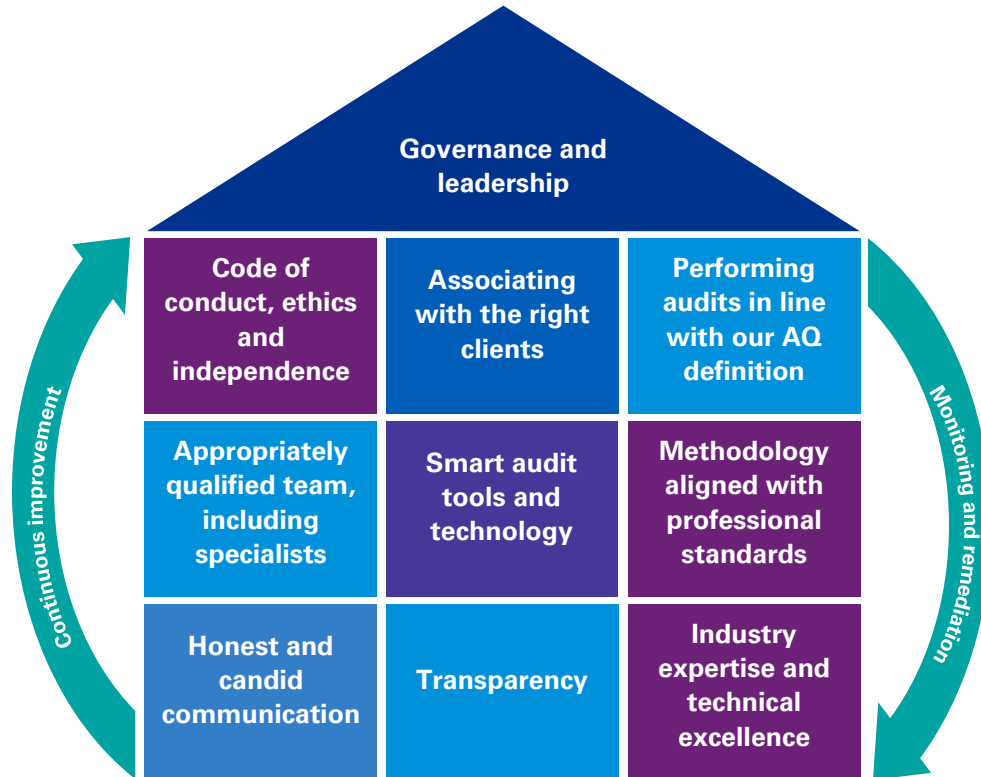 Governance and
leadership
Code of
conduct, ethics
and
independence
Associating
with the right
clients
Performing
audits in line
with our AQ
definition
Appropriately
qualified team,
including
specialists
Smart audit
tools and
technology
Methodology
aligned with
professional
standards
Honest and
candid
communication
Transparency
Industry
expertise and
technical
excellence
Continuous improvement
Monitoring and remediation